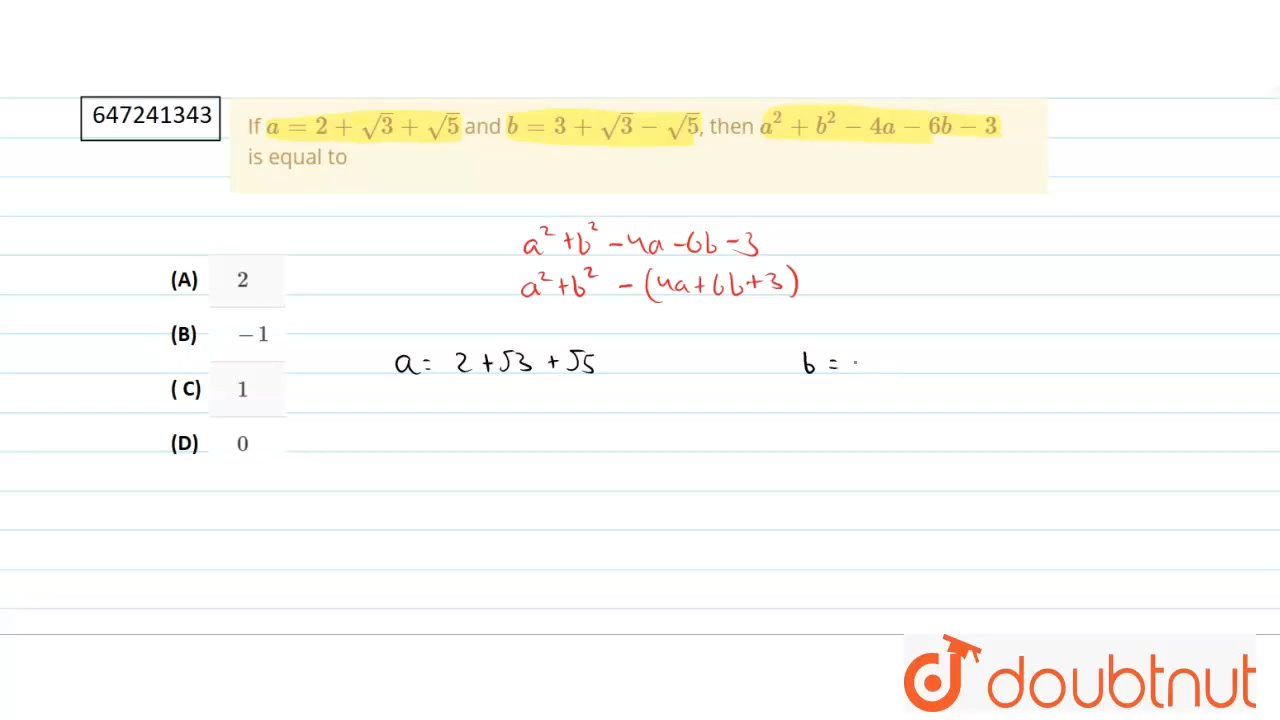 647241343
If a = 2 + √3 + √5 and b = 3 + √3 − √5, then a² + b² − 4a − 6b − 3
is equal to
a² + b² − 4a − 6b − 3
(A) 2
a² + b² − (4a + 6b + 3)
(B) −1
a = 2 + √3 + √5 b =
( C) 1
(D) 0
doubtnut